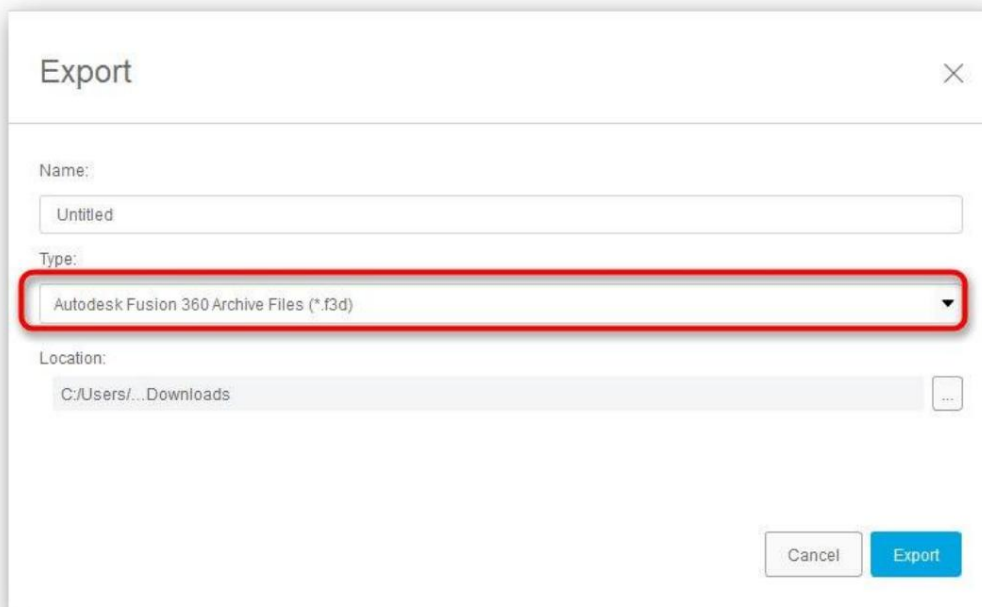 Export
Name:
Untitled
Type:
Autodesk Fusion 360 Archive Files (*.f3d)
Location:
C:/Users/...Downloads
...
Cancel
Export